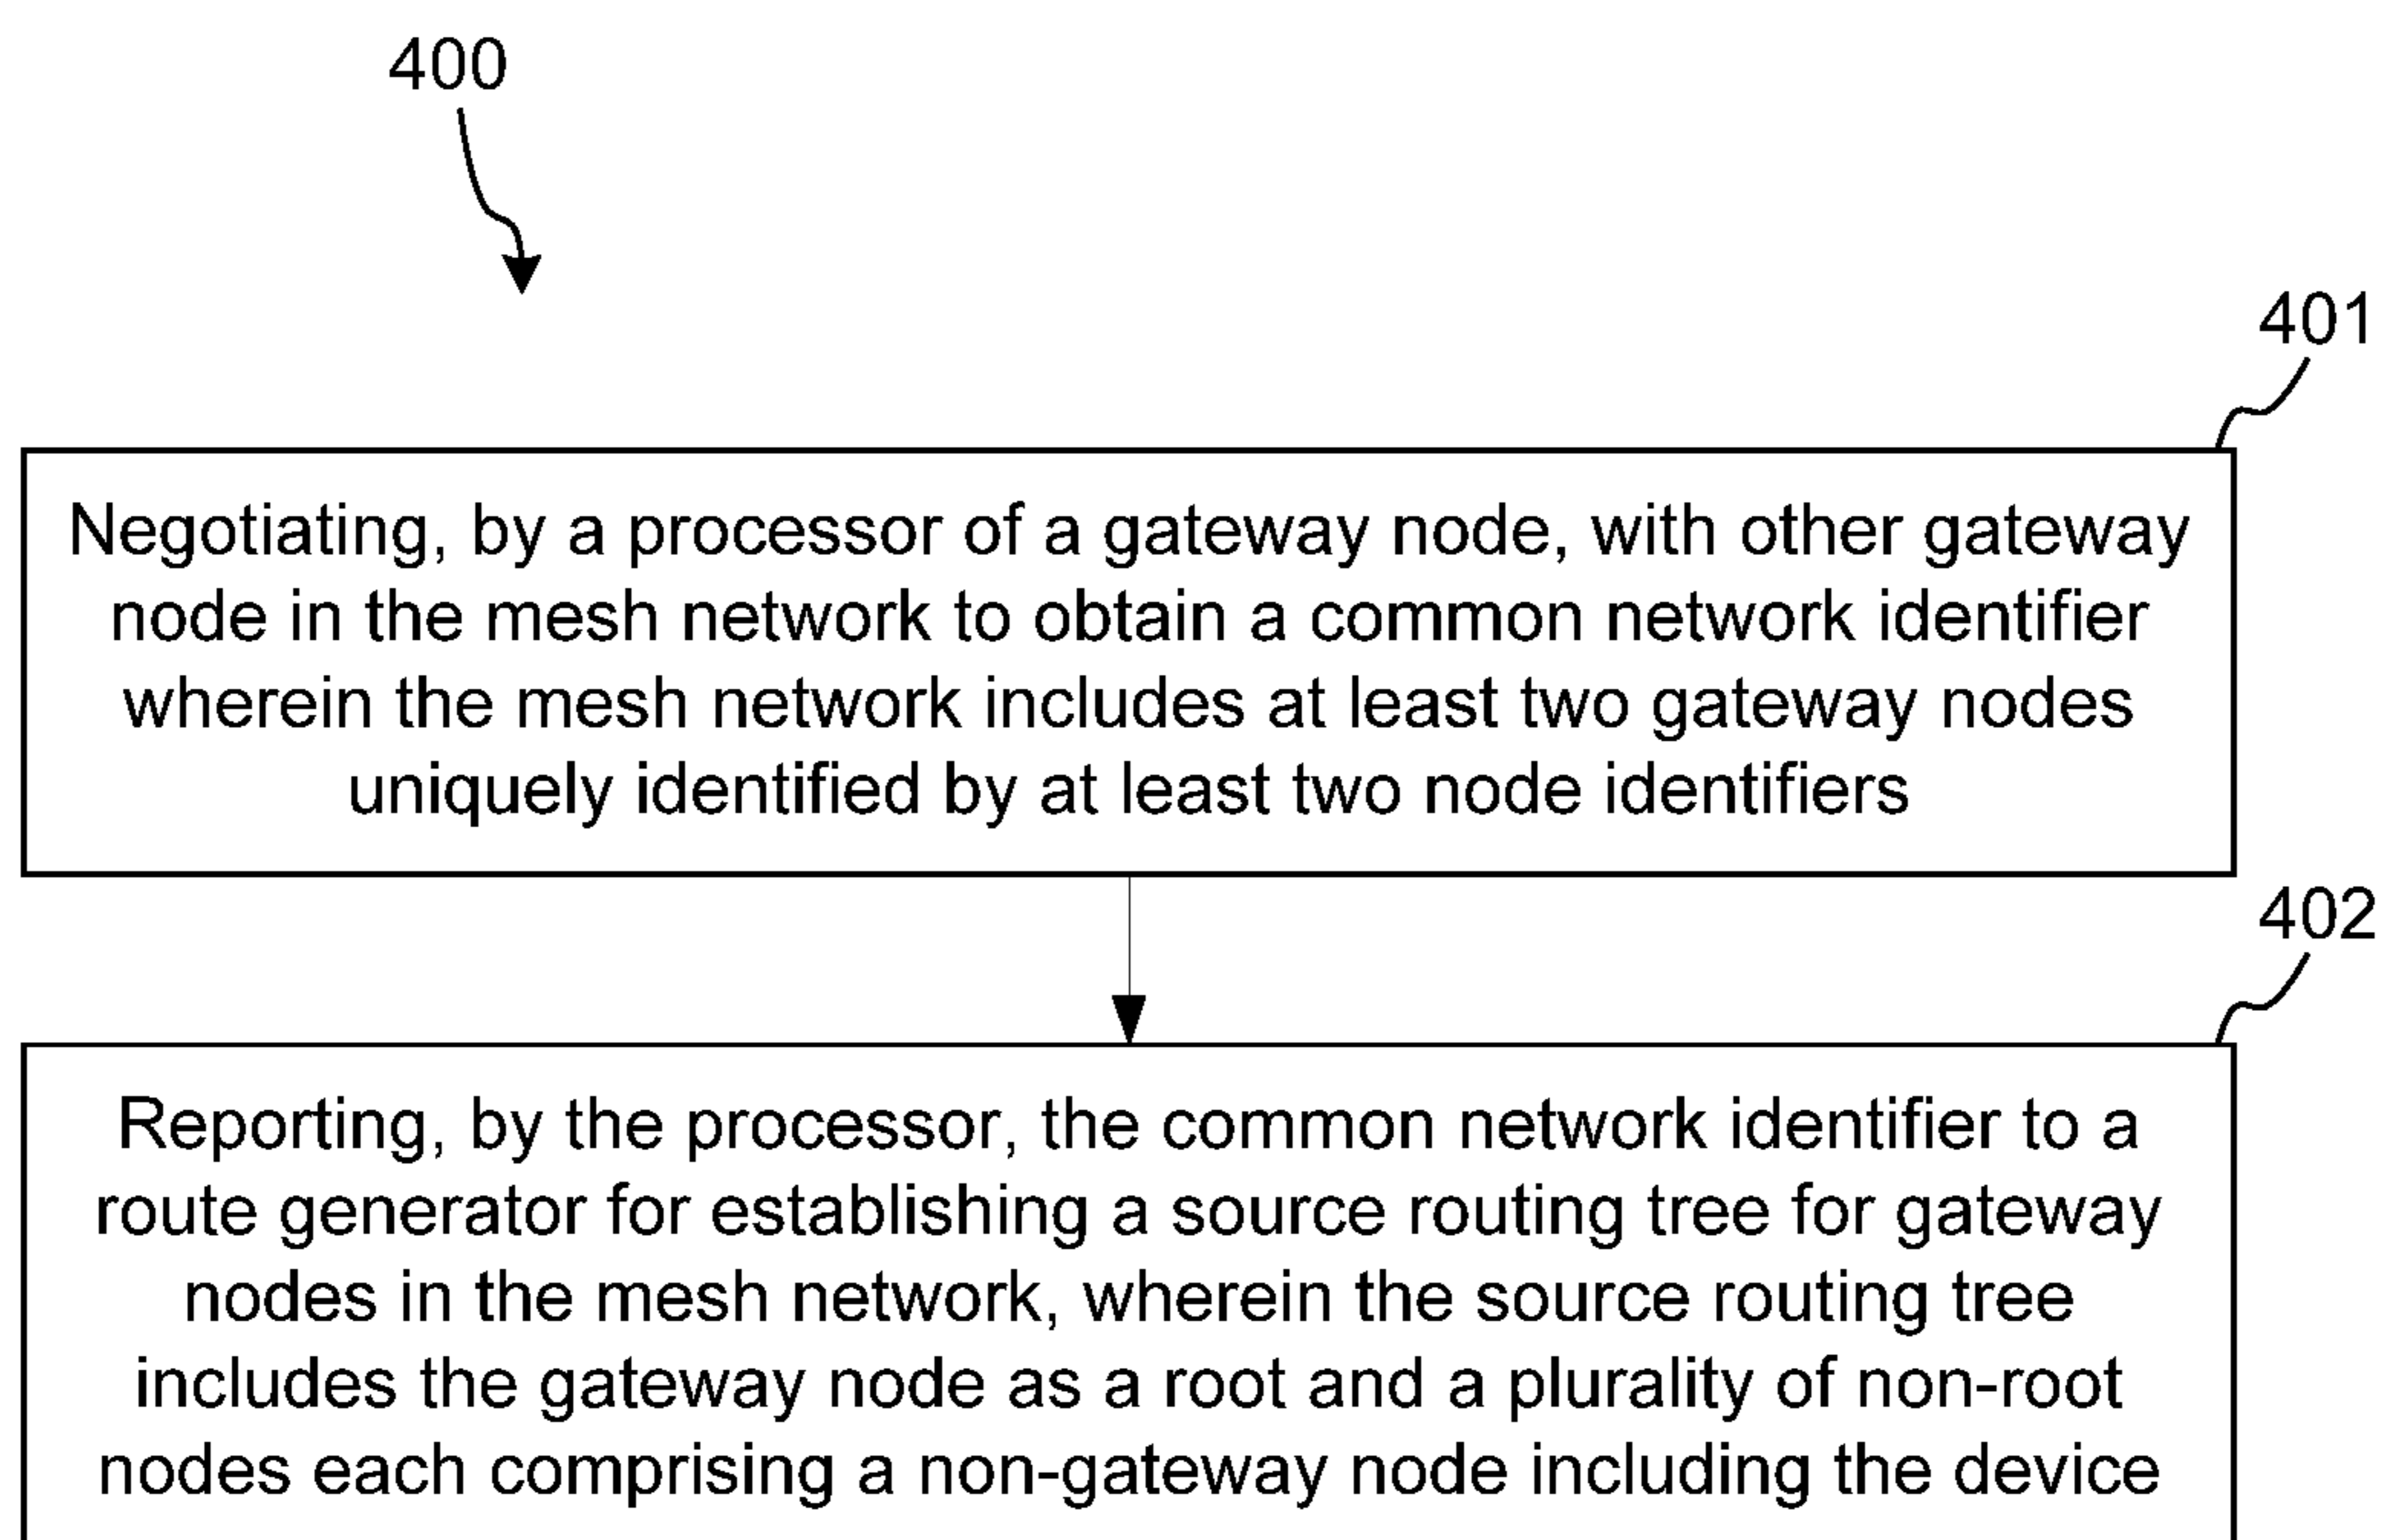 400
401
Negotiating, by a processor of a gateway node, with other gateway
node in the mesh network to obtain a common network identifier
wherein the mesh network includes at least two gateway nodes
uniquely identified by at least two node identifiers
402
Reporting, by the processor, the common network identifier to a
route generator for establishing a source routing tree for gateway
nodes in the mesh network, wherein the source routing tree
includes the gateway node as a root and a plurality of non-root
nodes each comprising a non-gateway node including the device